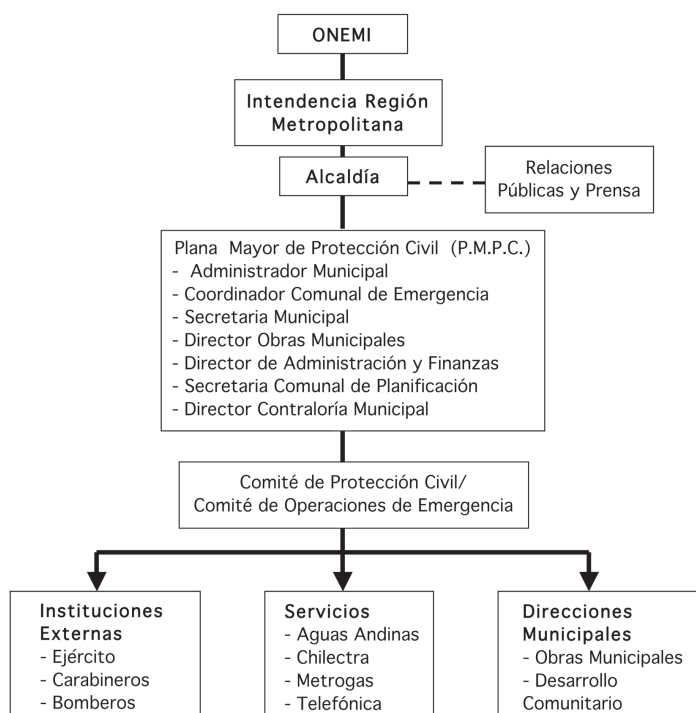 ONEMI
Intendencia Región
Metropolitana
Alcaldía
Relaciones
Públicas y Prensa
Plana Mayor de Protección Civil (P.M.P.C.)
- Administrador Municipal
- Coordinador Comunal de Emergencia
- Secretaria Municipal
- Director Obras Municipales
- Director de Administración y Finanzas
- Secretaria Comunal de Planificación
- Director Contraloría Municipal
Comité de Protección Civil/
Comité de Operaciones de Emergencia
Instituciones
Externas
- Ejército
- Carabineros
- Bomberos
Servicios
- Aguas Andinas
- Chilectra
- Metrogas
- Telefónica
Direcciones
Municipales
- Obras Municipales
- Desarrollo
Comunitario